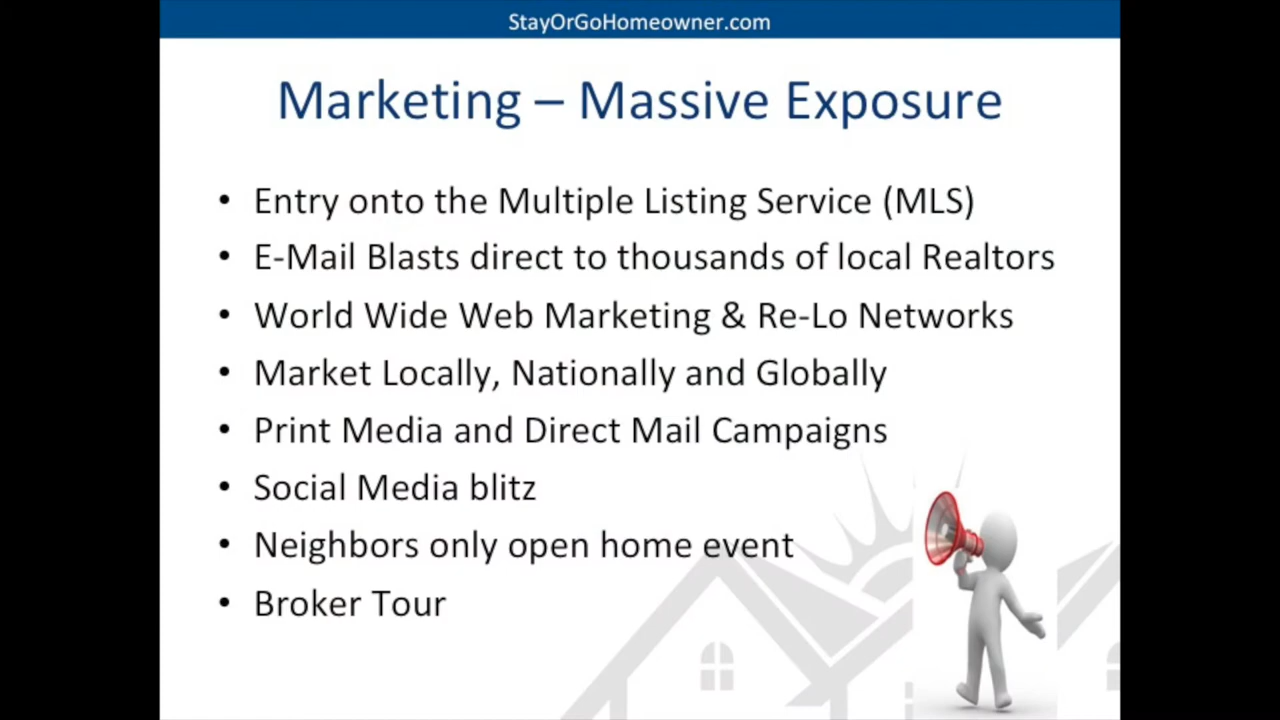 StayOrGoHomeowner.com
Marketing – Massive Exposure
• Entry onto the Multiple Listing Service (MLS)
• E-Mail Blasts direct to thousands of local Realtors
• World Wide Web Marketing & Re-Lo Networks
• Market Locally, Nationally and Globally
• Print Media and Direct Mail Campaigns
• Social Media blitz
• Neighbors only open home event
• Broker Tour